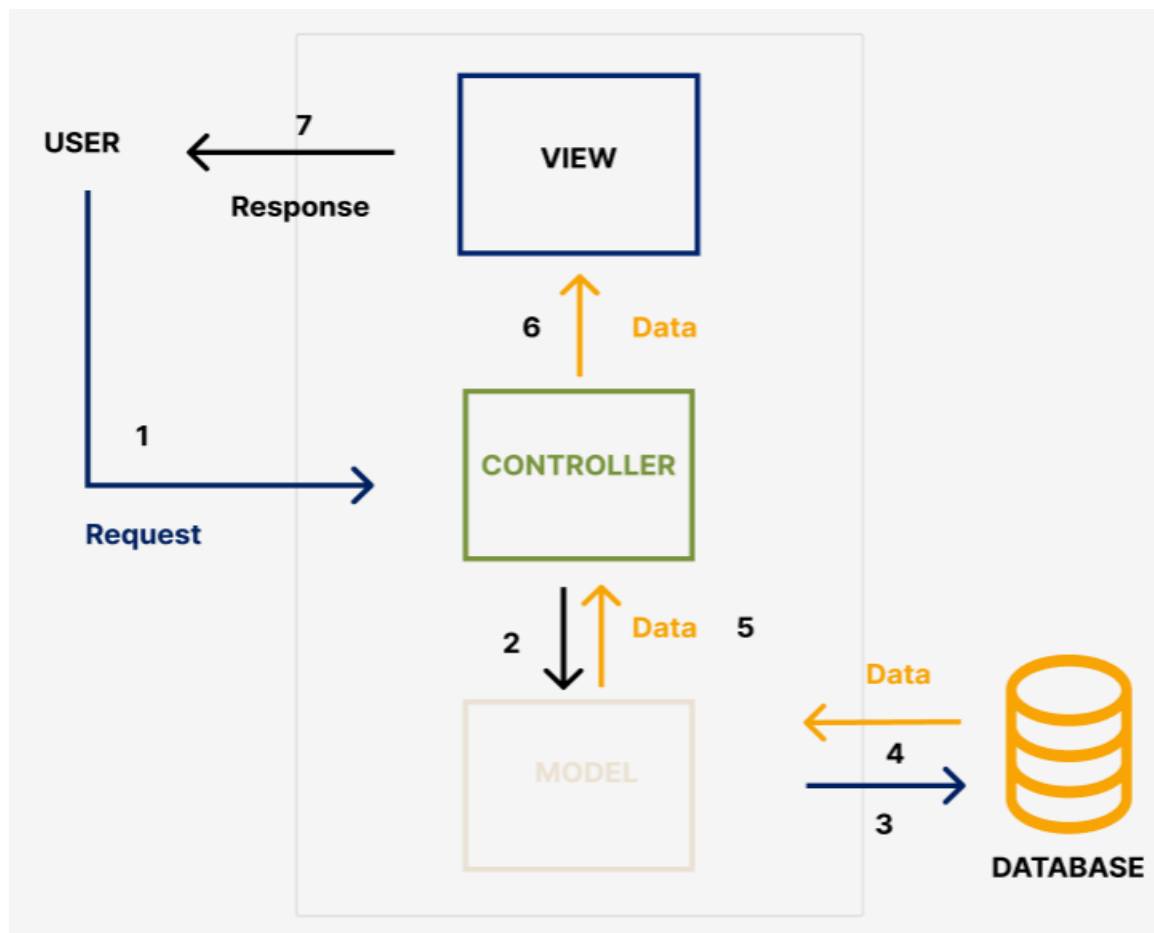 7
USER
VIEW
Response
6
Data
1
CONTROLLER
Request
2
Data
5
Data
4
MODEL
3
DATABASE